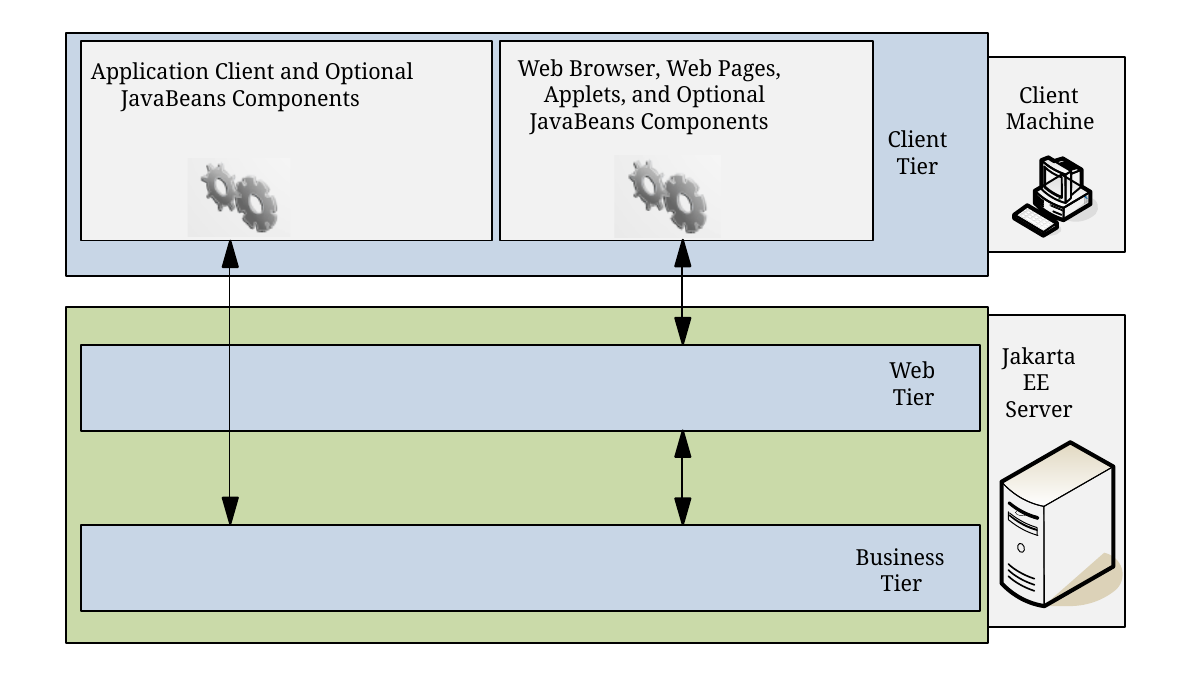 Application Client and Optional
JavaBeans Components
Web Browser, Web Pages,
Applets, and Optional
JavaBeans Components
Client
Tier
Client
Machine
Web
Tier
Jakarta
EE
Server
Business
Tier